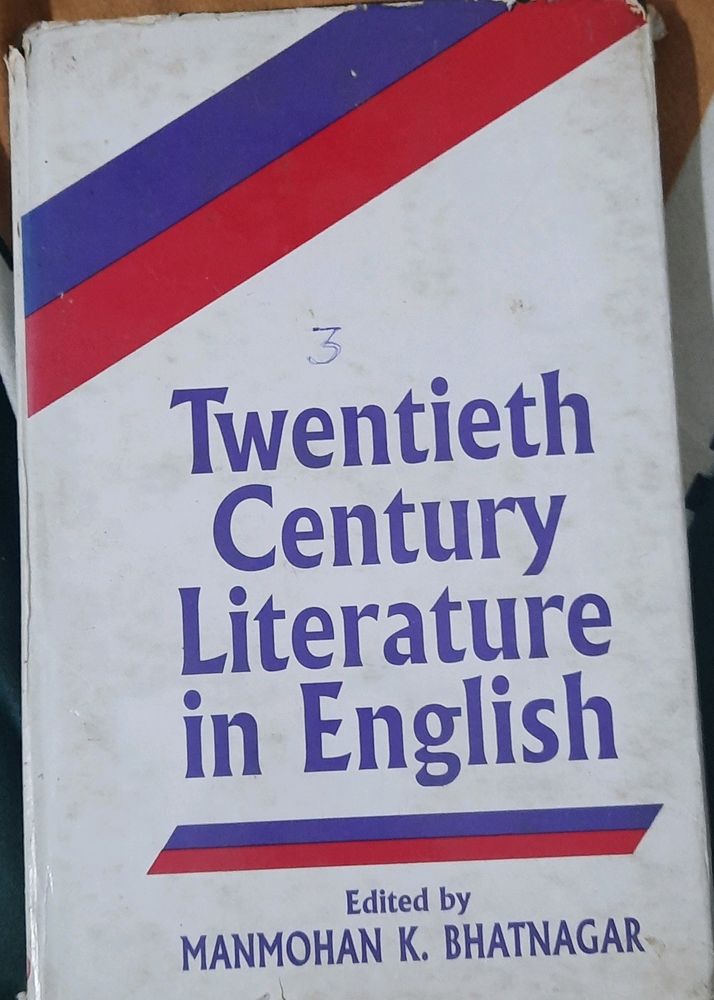 3
Twentieth
Century
Literature
in English
Edited by
MANMOHAN K. BHATNAGAR